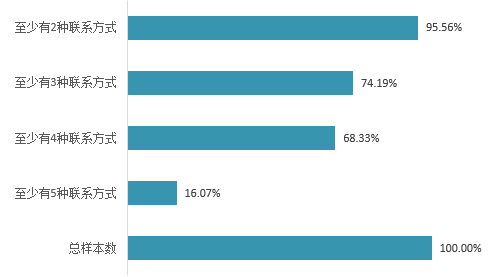 至少有2种联系方式 95.56%
至少有3种联系方式 74.19%
至少有4种联系方式 68.33%
至少有5种联系方式 16.07%
总样本数 100.00%